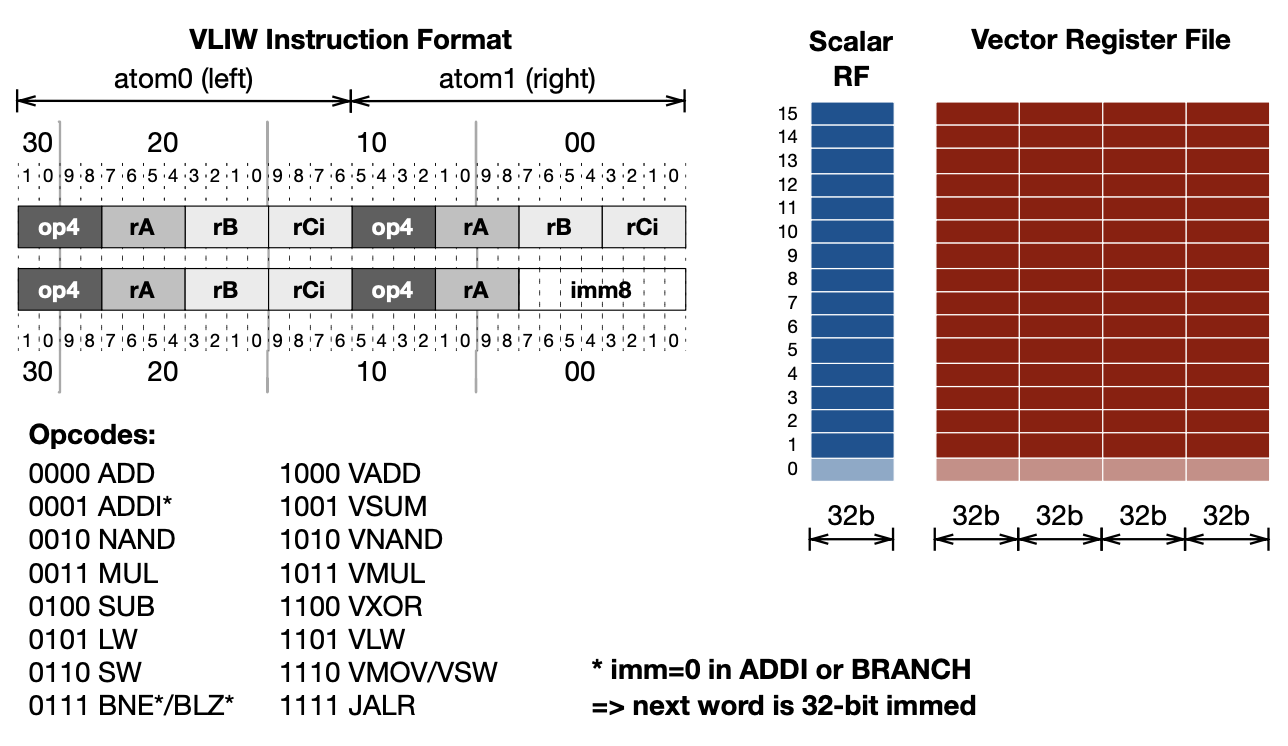 VLIW Instruction Format
atom0 (left) atom1 (right)
30 20 10 00
1 0 9 8 7 6 5 4 3 2 1 0 9 8 7 6 5 4 3 2 1 0 9 8 7 6 5 4 3 2 1 0
op4 rA rB rCi op4 rA rB rCi
op4 rA rB rCi op4 rA imm8
1 0 9 8 7 6 5 4 3 2 1 0 9 8 7 6 5 4 3 2 1 0 9 8 7 6 5 4 3 2 1 0
30 20 10 00
Opcodes:
0000 ADD
0001 ADDI*
0010 NAND
0011 MUL
0100 SUB
0101 LW
0110 SW
0111 BNE*/BLZ*
1000 VADD
1001 VSUM
1010 VNAND
1011 VMUL
1100 VXOR
1101 VLW
1110 VMOV/VSW
1111 JALR
Scalar
RF
Vector Register File
15
14
13
12
11
10
9
8
7
6
5
4
3
2
1
0
32b 32b 32b 32b 32b
* imm=0 in ADDI or BRANCH
=> next word is 32-bit immed